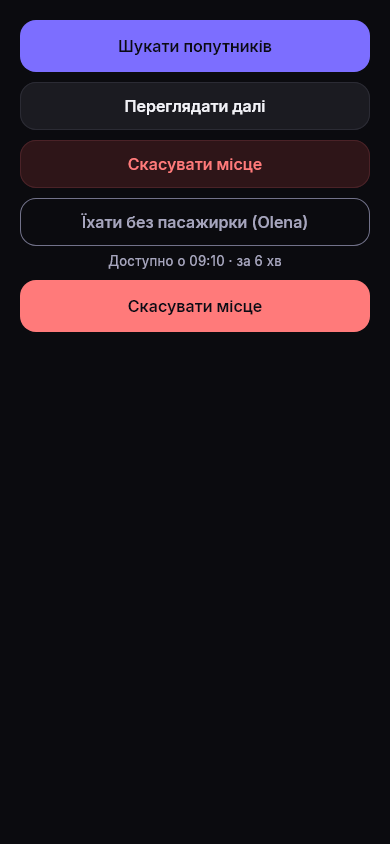 Шукати попутників
Переглядати далі
Скасувати місце
Їхати без пасажирки (Olena)
Доступно о 09:10 · за 6 хв
Скасувати місце